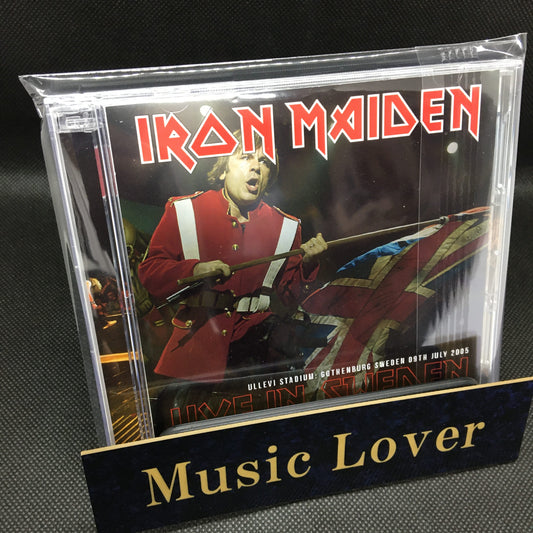 IRON MAIDEN
ULLEVI STADIUM: GOTHENBURG SWEDEN 09TH JULY 2005
LIVE IN SWEDEN
Music Lover